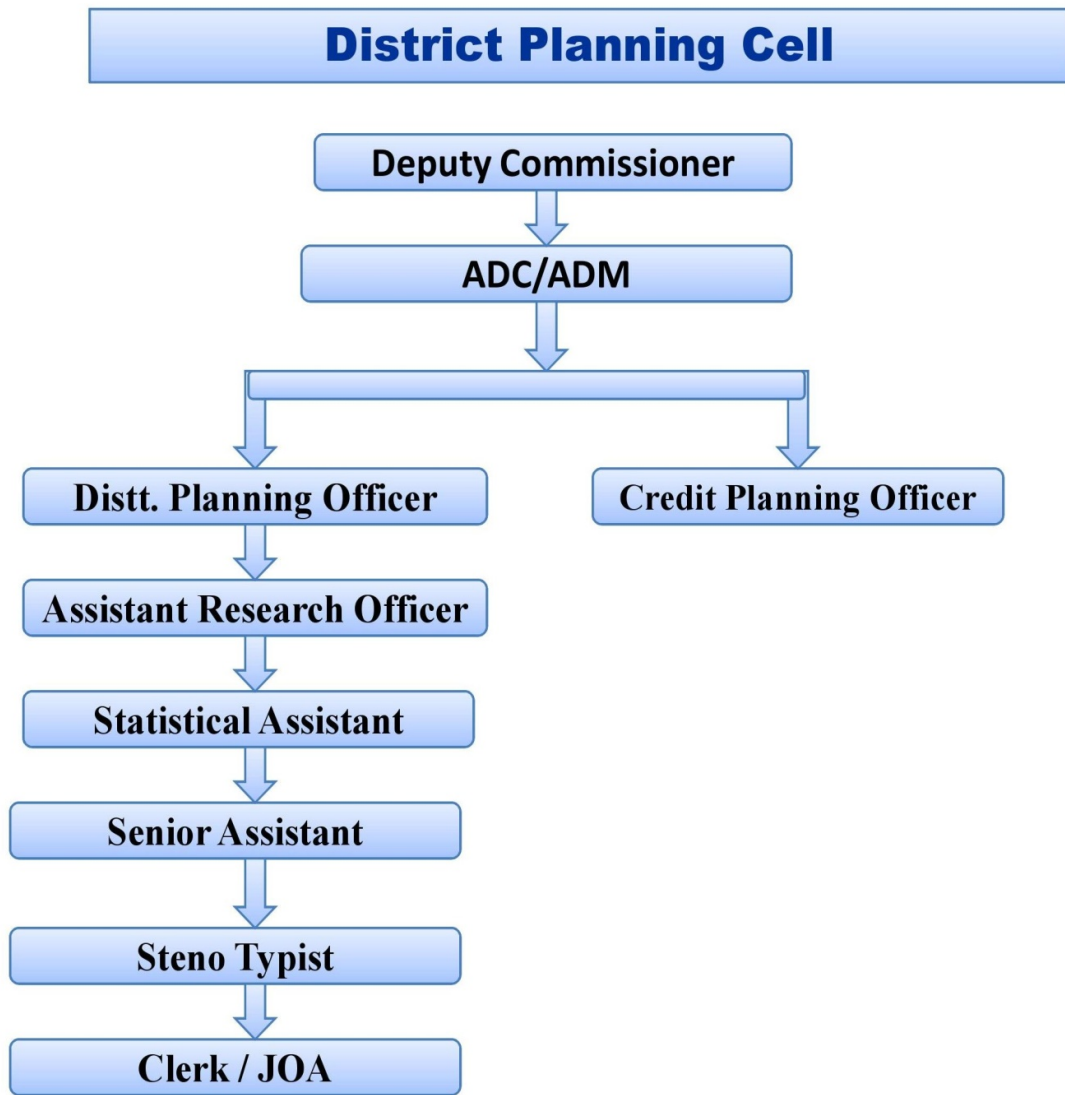 District Planning Cell
Deputy Commissioner
ADC/ADM
Distt. Planning Officer
Credit Planning Officer
Assistant Research Officer
Statistical Assistant
Senior Assistant
Steno Typist
Clerk / JOA